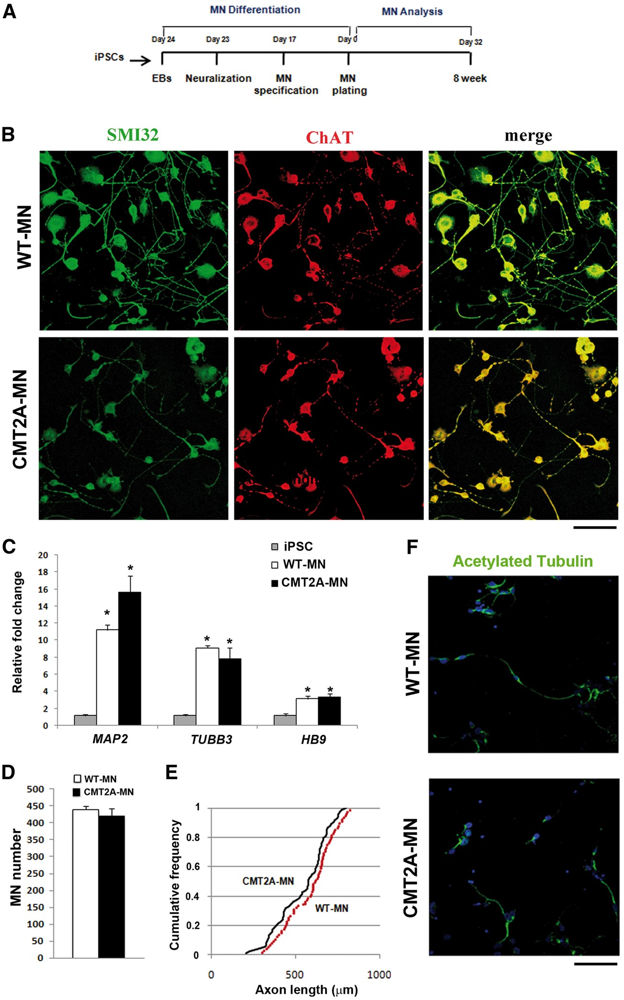 A
MN Differentiation
MN Analysis
Day 24
Day 23
Day 17
Day 0
Day 32
iPSCs
EBs
Neuralization
MN
specification
MN
plating
8 week
B
SMI32
ChAT
merge
WT-MN
CMT2A-MN
C
iPSC
WT-MN
CMT2A-MN
Relative fold change
20
18
16
14
12
10
8
6
4
2
0
*
*
*
*
*
*
MAP2
TUBB3
HB9
D
WT-MN
CMT2A-MN
MN number
500
450
400
350
300
250
200
150
100
50
0
E
Cumulative frequency
1
0.8
0.6
0.4
0.2
0
CMT2A-MN
WT-MN
0
500
1000
Axon length (μm)
F
Acetylated Tubulin
WT-MN
CMT2A-MN